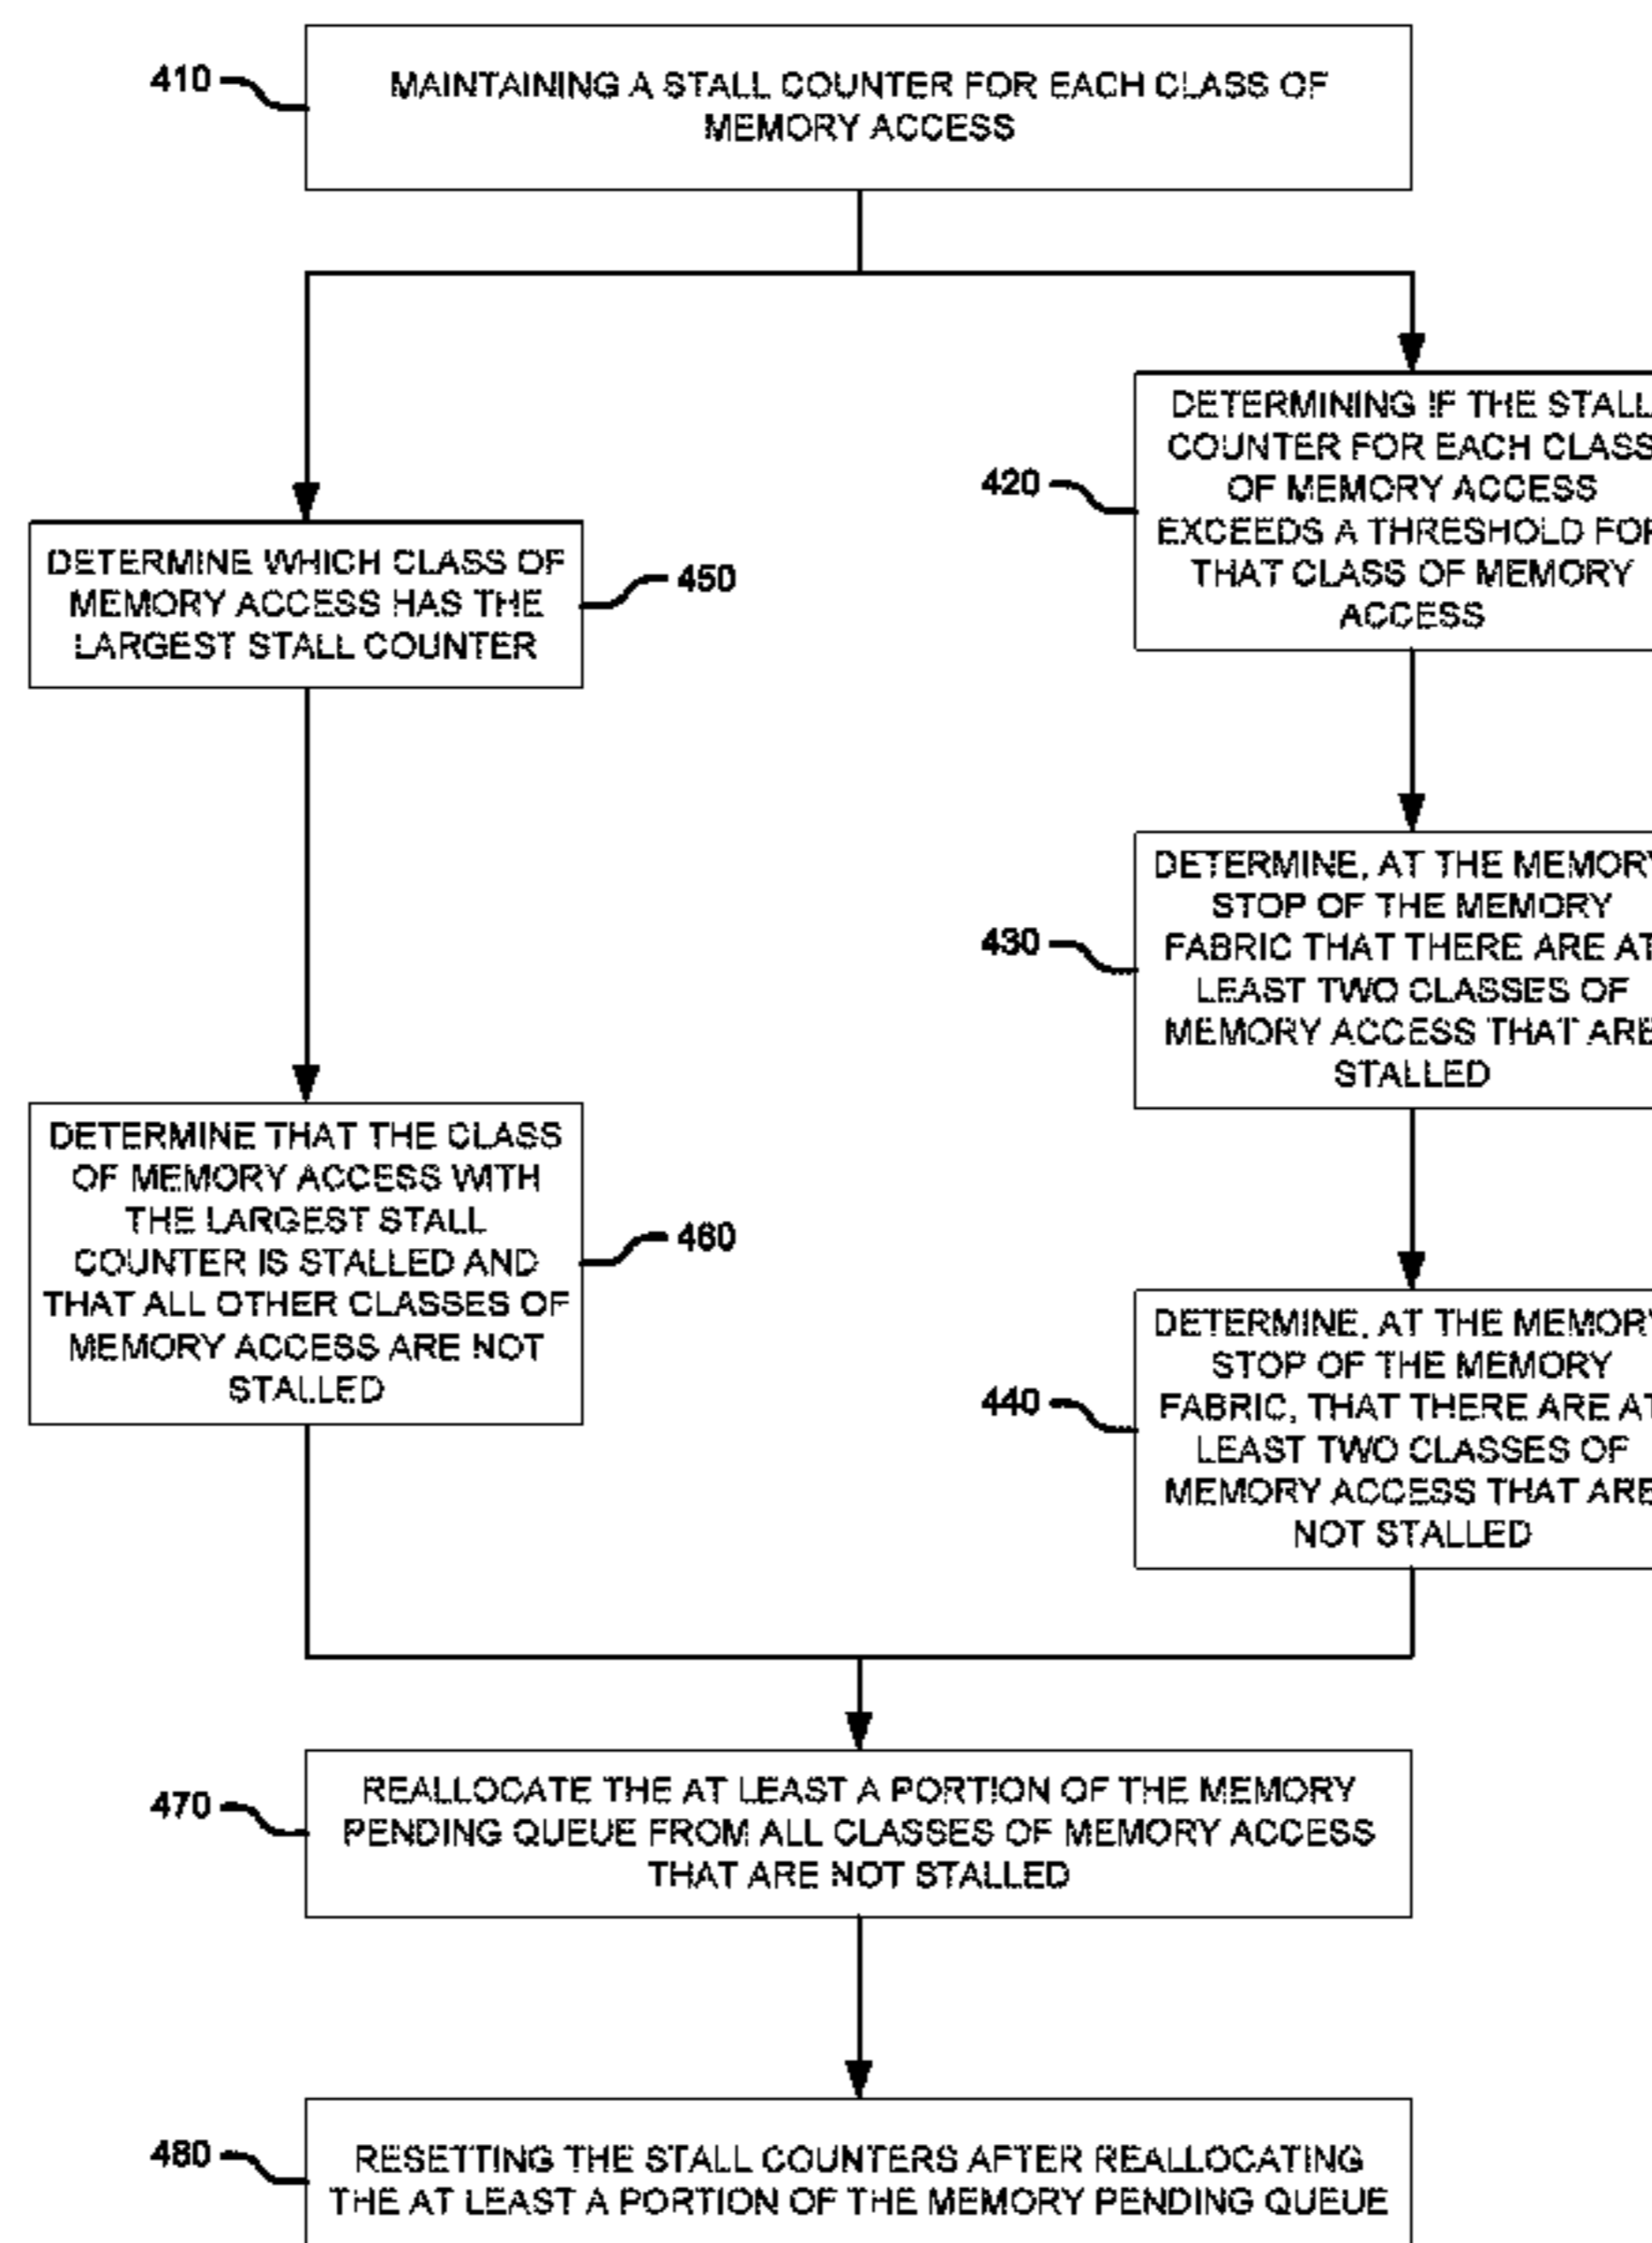 410
MAINTAINING A STALL COUNTER FOR EACH CLASS OF
MEMORY ACCESS
DETERMINING IF THE STALL
COUNTER FOR EACH CLASS
420
OF MEMORY ACCESS
EXCEEDS A THRESHOLD FOR
THAT CLASS OF MEMORY
ACCESS
DETERMINE WHICH CLASS OF
MEMORY ACCESS HAS THE
LARGEST STALL COUNTER
450
DETERMINE, AT THE MEMORY
STOP OF THE MEMORY
430
FABRIC THAT THERE ARE AT
LEAST TWO CLASSES OF
MEMORY ACCESS THAT ARE
STALLED
DETERMINE THAT THE CLASS
OF MEMORY ACCESS WITH
THE LARGEST STALL
COUNTER IS STALLED AND
THAT ALL OTHER CLASSES OF
MEMORY ACCESS ARE NOT
STALLED
460
DETERMINE, AT THE MEMORY
STOP OF THE MEMORY
440
FABRIC, THAT THERE ARE AT
LEAST TWO CLASSES OF
MEMORY ACCESS THAT ARE
NOT STALLED
470
REALLOCATE THE AT LEAST A PORTION OF THE MEMORY
PENDING QUEUE FROM ALL CLASSES OF MEMORY ACCESS
THAT ARE NOT STALLED
480
RESETTING THE STALL COUNTERS AFTER REALLOCATING
THE AT LEAST A PORTION OF THE MEMORY PENDING QUEUE